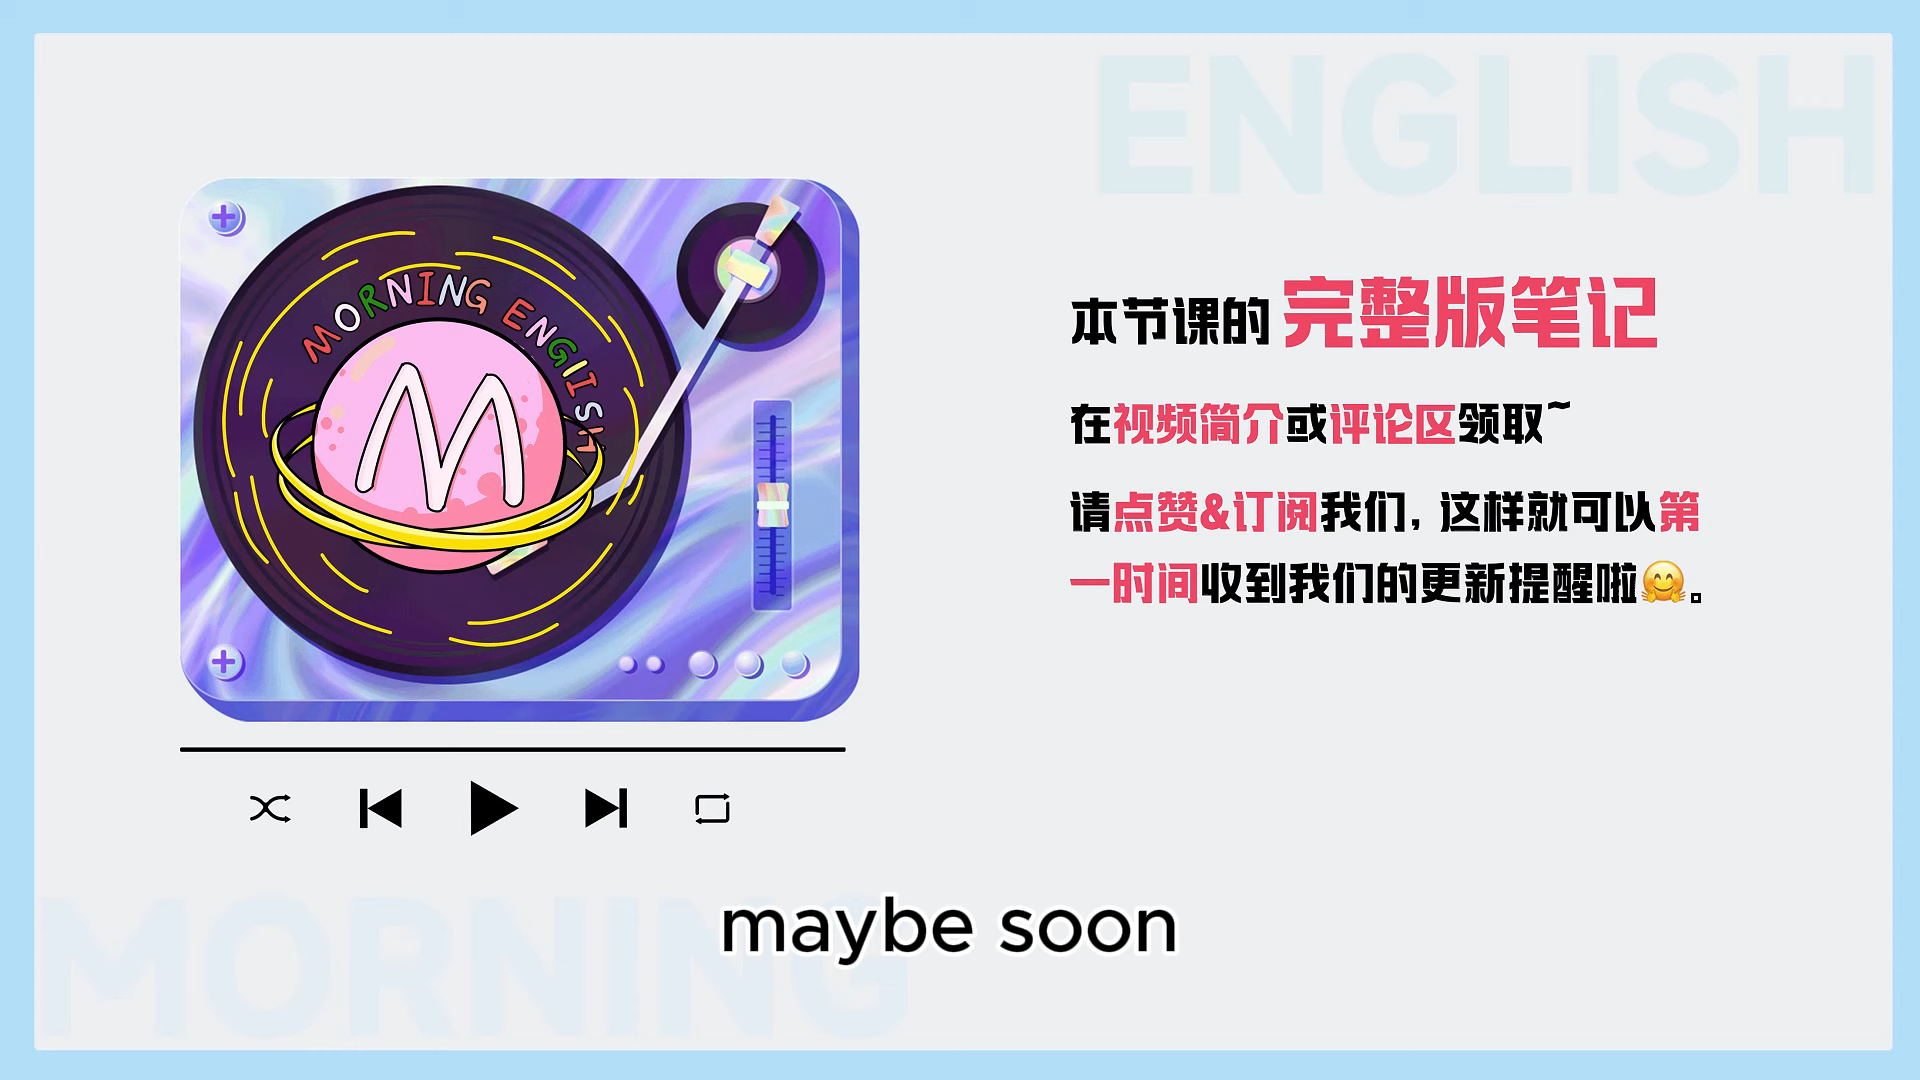 ENGLISH
MORNING ENGLISH
M
本节课的 完整版笔记
在视频简介或评论区领取~
请点赞&订阅我们, 这样就可以第
一时间收到我们的更新提醒啦🤗。
MORNING
maybe soon